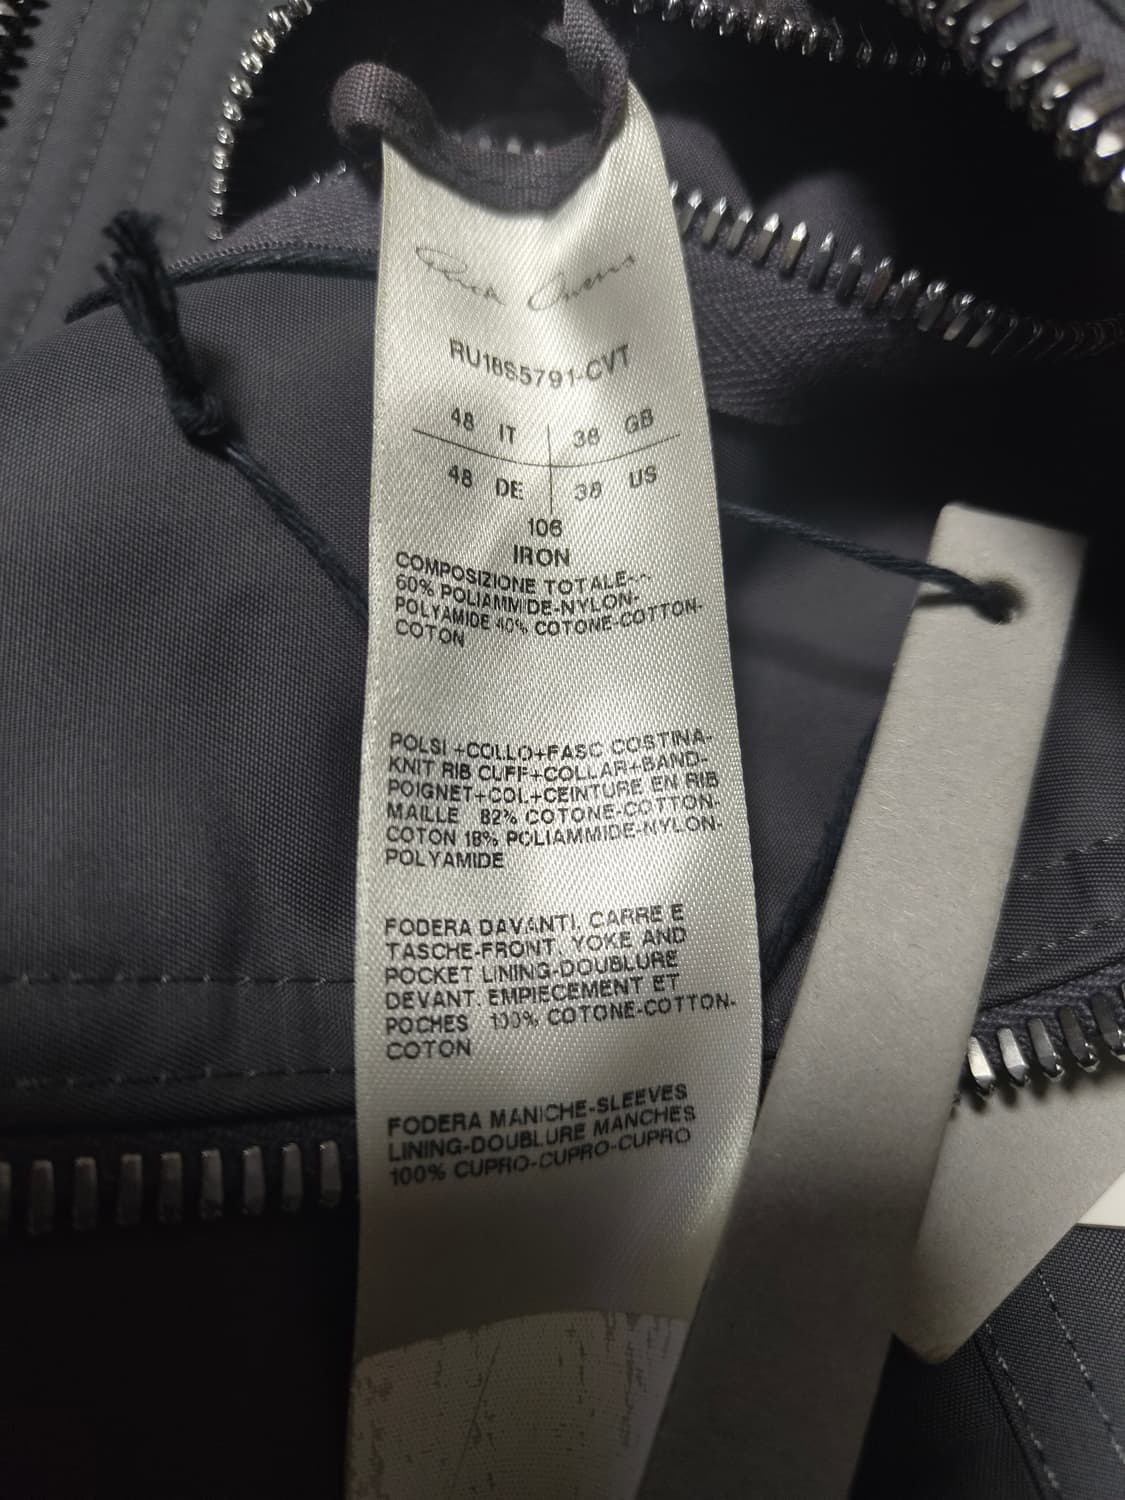 Rick Owens
RU18S5791-CVT
48 IT 38 GB
48 DE 38 US
106
IRON
COMPOSIZIONE TOTALE--
60% POLIAMMIDE-NYLON-
POLYAMIDE 40% COTONE-COTTON-
COTON
POLSI+COLLO+FASC COSTINA-
KNIT RIB CUFF+COLLAR+BAND-
POIGNET+COL+CEINTURE EN RIB
MAILLE 82% COTONE-COTTON-
COTON 18% POLIAMMIDE-NYLON-
POLYAMIDE
FODERA DAVANTI, CARRE E
TASCHE-FRONT, YOKE AND
POCKET LINING-DOUBLURE
DEVANT, EMPIECEMENT ET
POCHES 100% COTONE-COTTON-
COTON
FODERA MANICHE-SLEEVES
LINING-DOUBLURE MANCHES
100% CUPRO-CUPRO-CUPRO